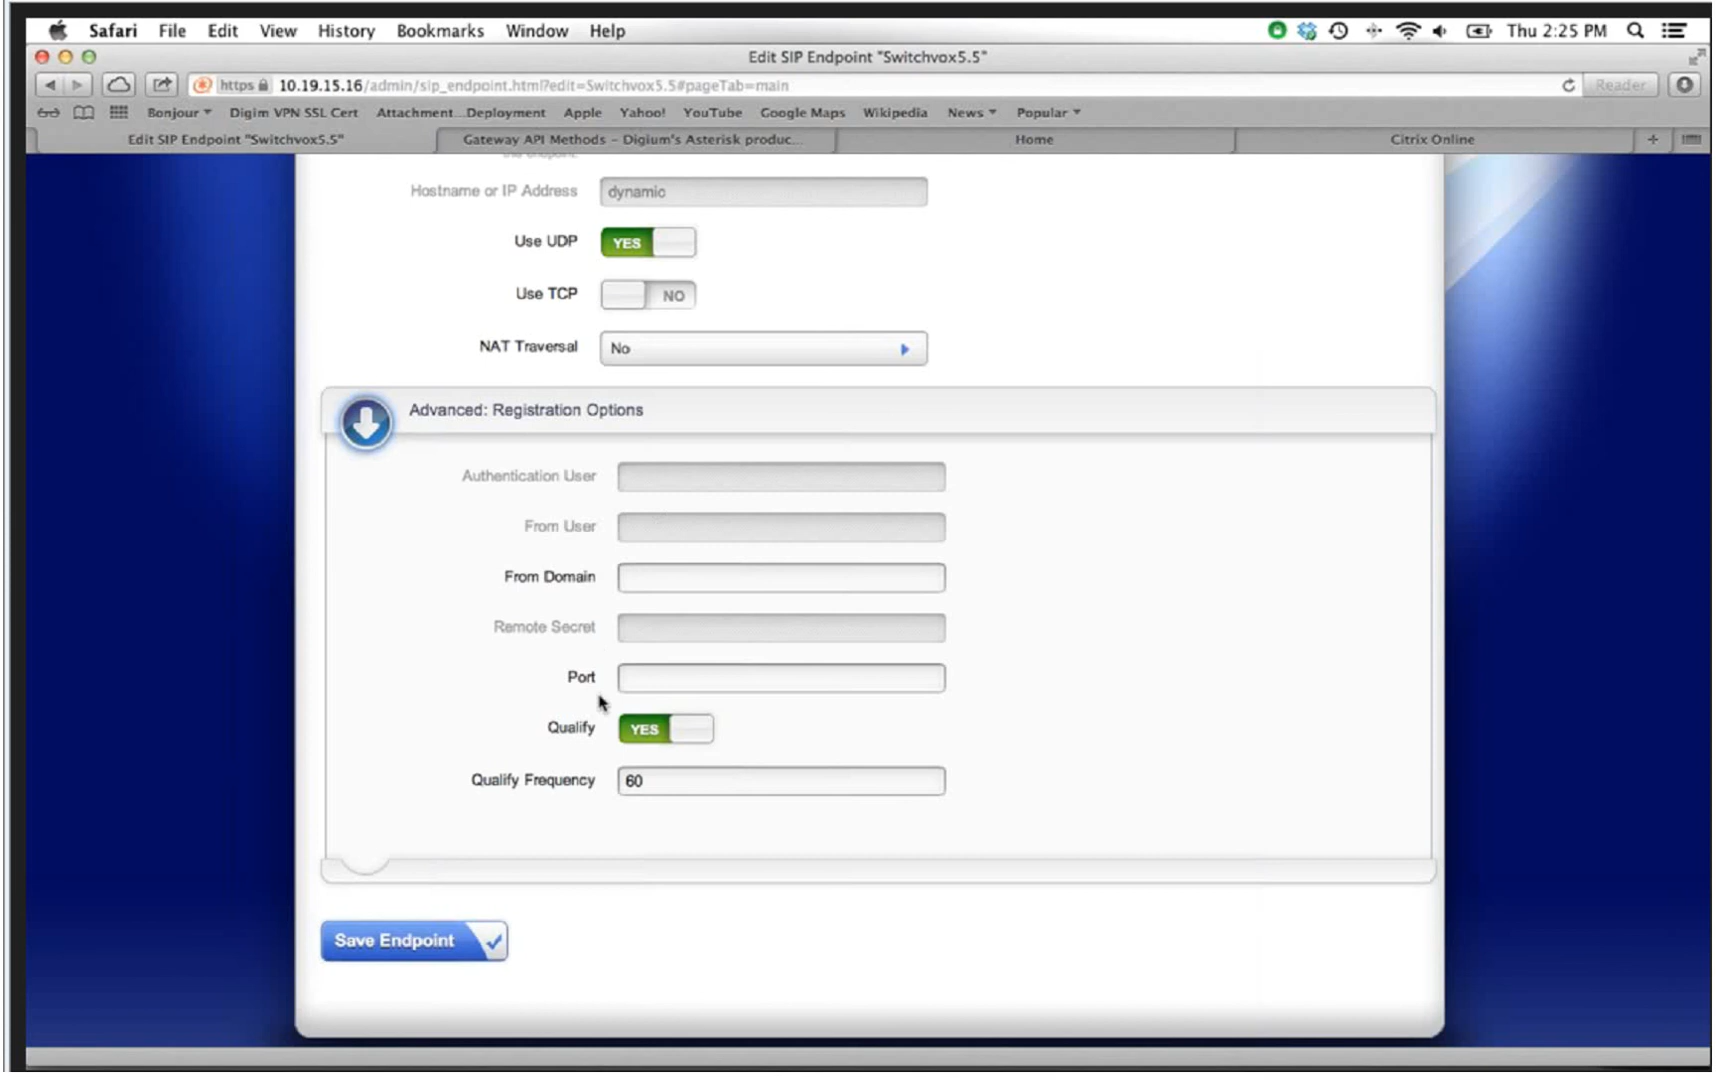 Safari File Edit View History Bookmarks Window Help Thu 2:25 PM
Edit SIP Endpoint "Switchvox5.5"
https 10.19.15.16/admin/sip_endpoint.html?edit=Switchvox5.5#pageTab=main Reader
Bonjour Digim VPN SSL Cert Attachment...Deployment Apple Yahoo! YouTube Google Maps Wikipedia News Popular
Edit SIP Endpoint "Switchvox5.5" Gateway API Methods – Digium's Asterisk produc... Home Citrix Online +
the endpoint.
Hostname or IP Address dynamic
Use UDP YES
Use TCP NO
NAT Traversal No
Advanced: Registration Options
Authentication User
From User
From Domain
Remote Secret
Port
Qualify YES
Qualify Frequency 60
Save Endpoint